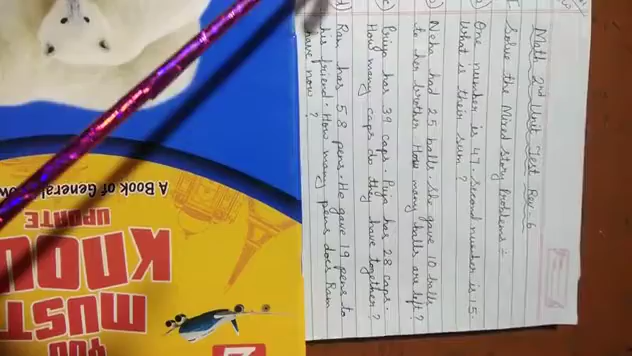 Math 2nd Unit Test Rev-6
I Solve the Mixed story Problems :-
One number is 47. Second number is 15.
What is their sum ?
b) Neha had 25 balls. She gave 10 balls
to her brother How many balls are left ?
c) Priya has 39 caps. Piya has 28 caps.
How many caps do they have together ?
d) Ram has 58 pens. He gave 19 pens to
his friend. How many pens does Ram
have now ?
YOU
MUST
KNOW
UPDATE
A Book of General